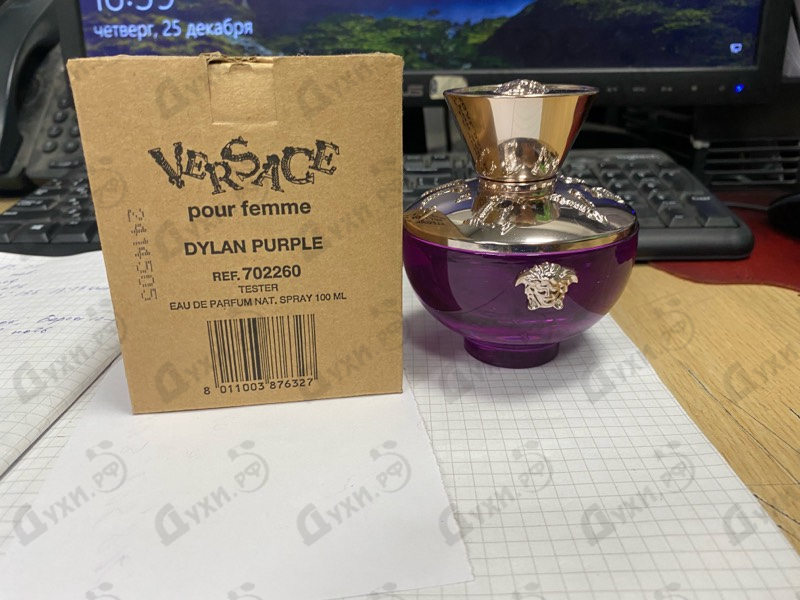 четверг, 25 декабря
VERSACE
pour femme
DYLAN PURPLE
REF. 702260
TESTER
EAU DE PARFUM NAT. SPRAY 100 ML
8 011003 876327
ASUS
Духи.рф